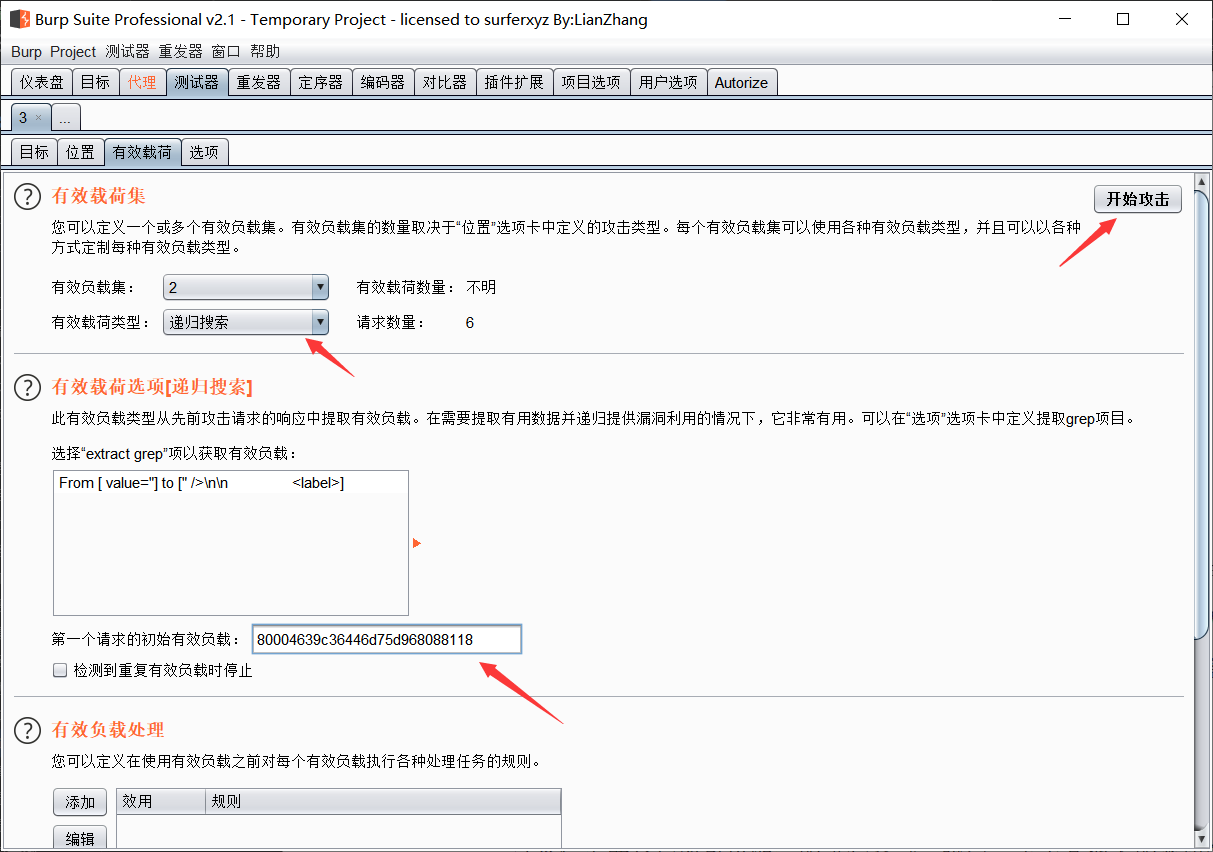 Burp Suite Professional v2.1 - Temporary Project - licensed to surferxyz By:LianZhang
Burp Project 测试器 重发器 窗口 帮助
仪表盘 目标 代理 测试器 重发器 定序器 编码器 对比器 插件扩展 项目选项 用户选项 Autorize
3 × ...
目标 位置 有效载荷 选项
? 有效载荷集 开始攻击
您可以定义一个或多个有效负载集。有效负载集的数量取决于“位置”选项卡中定义的攻击类型。每个有效负载集可以使用各种有效负载类型，并且可以以各种
方式定制每种有效负载类型。
有效负载集： 2 有效载荷数量： 不明
有效载荷类型： 递归搜索 请求数量： 6
? 有效载荷选项[递归搜索]
此有效负载类型从先前攻击请求的响应中提取有效负载。在需要提取有用数据并递归提供漏洞利用的情况下，它非常有用。可以在“选项”选项卡中定义提取grep项目。
选择“extract grep”项以获取有效负载：
From [ value="] to [" />\n\n <label>]
第一个请求的初始有效负载： 80004639c36446d75d968088118
检测到重复有效负载时停止
? 有效负载处理
您可以定义在使用有效负载之前对每个有效负载执行各种处理任务的规则。
添加 效用 规则
编辑